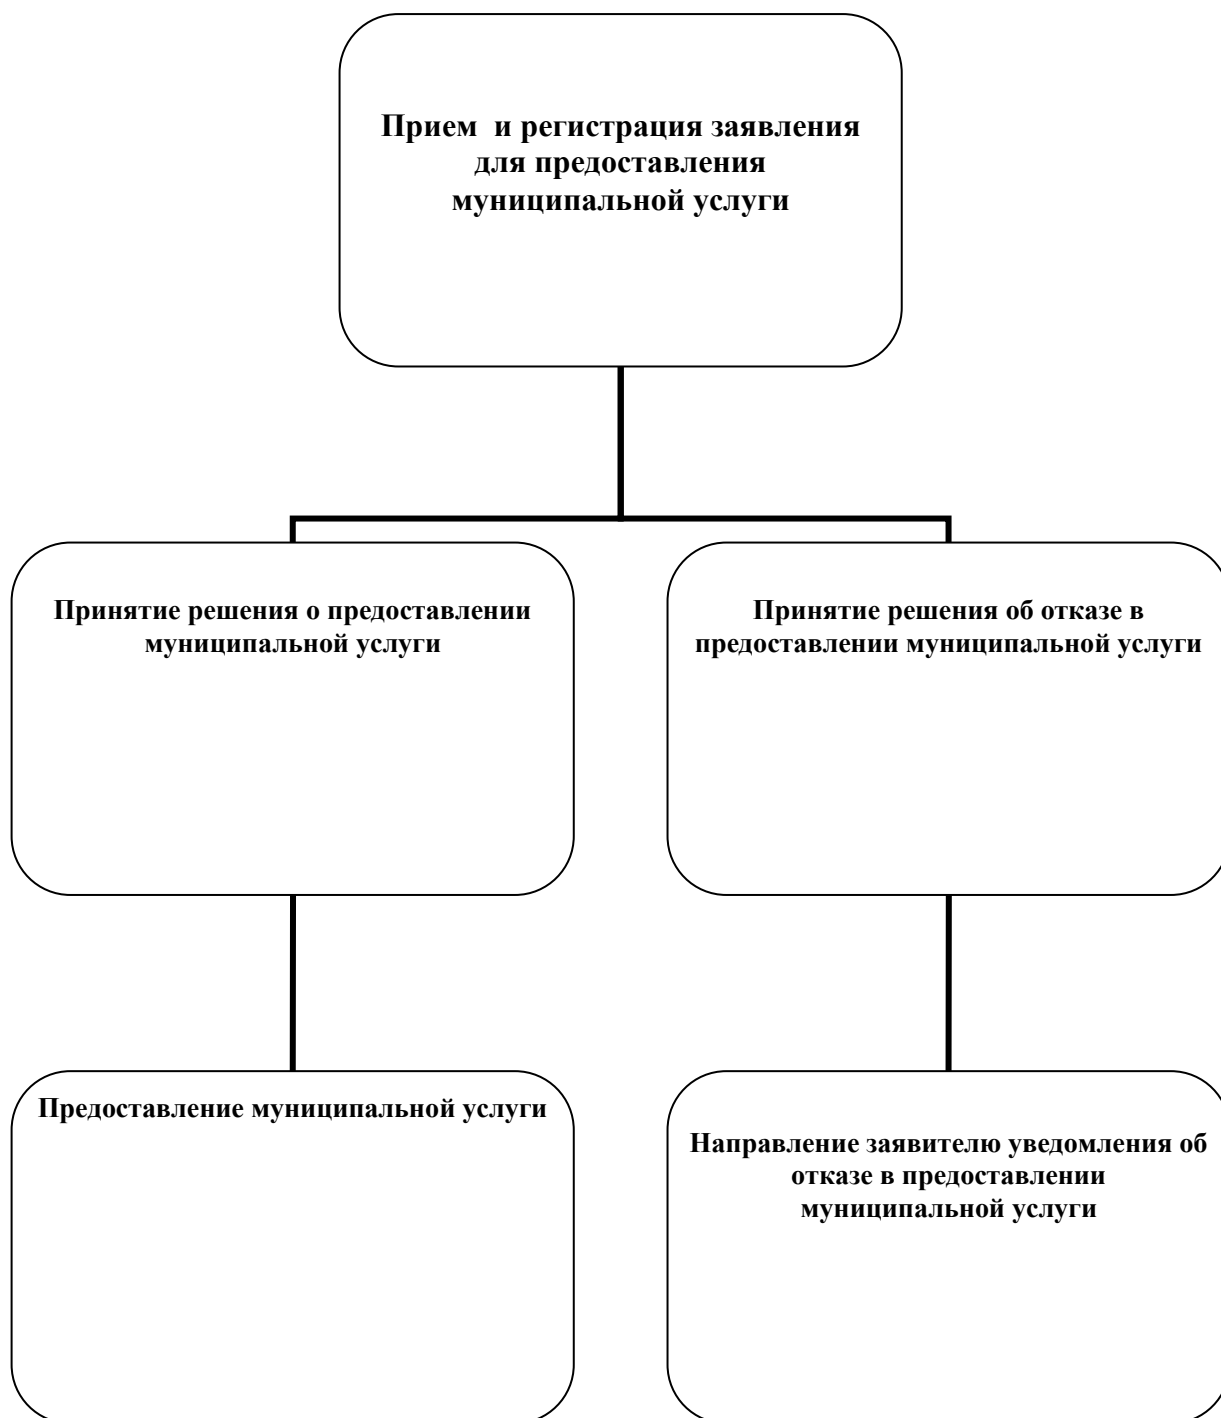 Прием  и регистрация заявления
для предоставления
муниципальной услуги
Принятие решения о предоставлении
муниципальной услуги
Принятие решения об отказе в
предоставлении муниципальной услуги
Предоставление муниципальной услуги
Направление заявителю уведомления об
отказе в предоставлении
муниципальной услуги